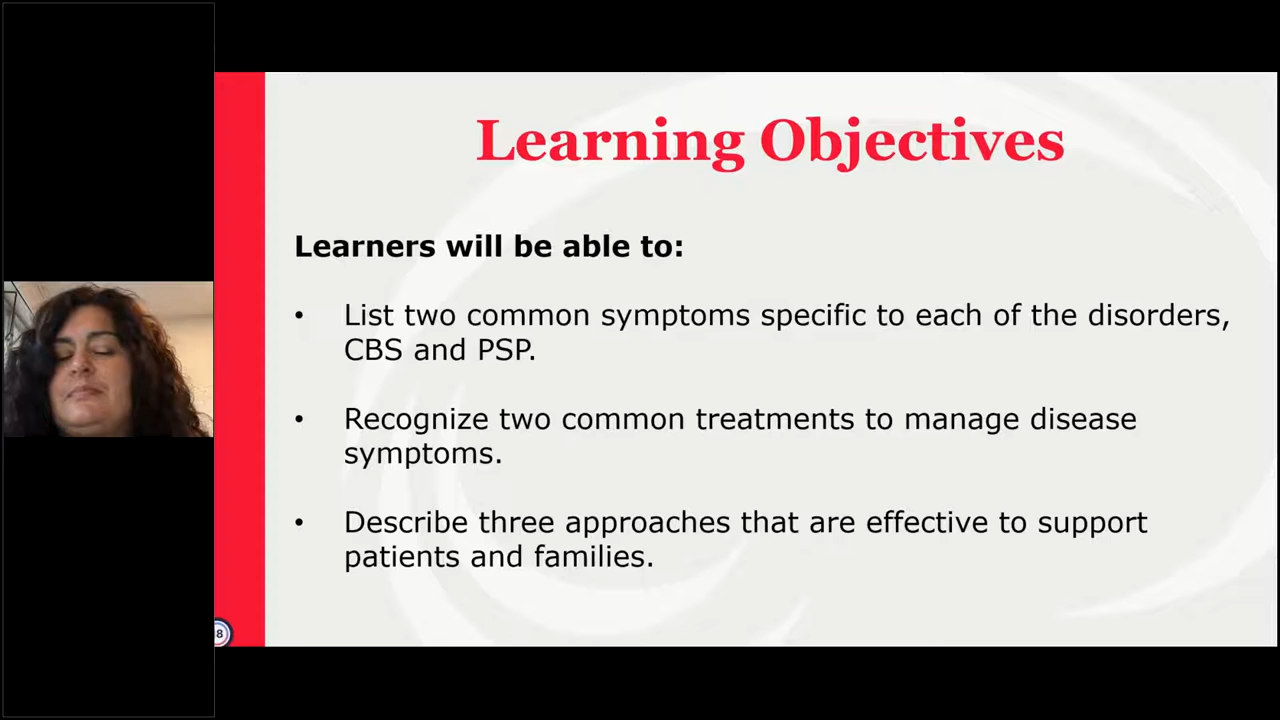 Learning Objectives
Learners will be able to:
• List two common symptoms specific to each of the disorders,
CBS and PSP.
• Recognize two common treatments to manage disease
symptoms.
• Describe three approaches that are effective to support
patients and families.
8